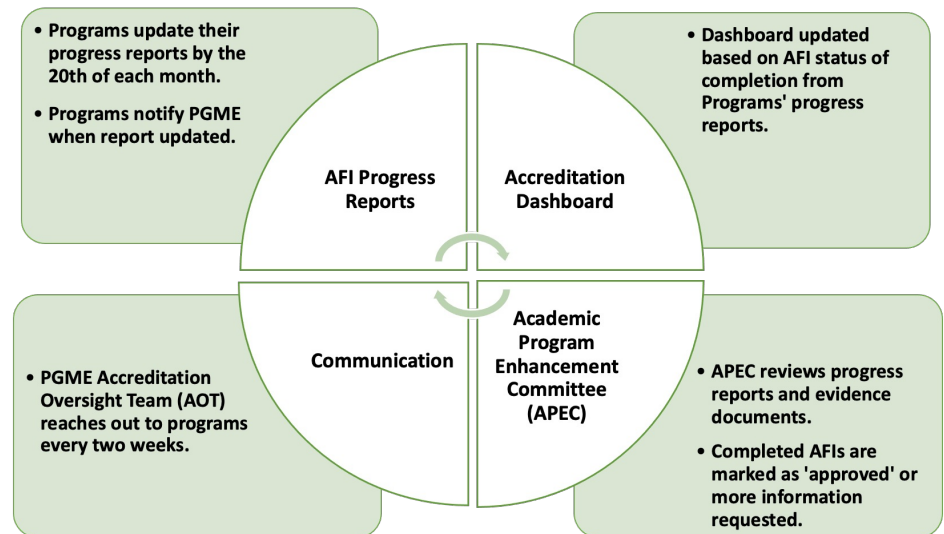 • Programs update their
progress reports by the
20th of each month.
• Programs notify PGME
when report updated.
• Dashboard updated
based on AFI status of
completion from
Programs' progress
reports.
AFI Progress
Reports
Accreditation
Dashboard
Communication
Academic
Program
Enhancement
Committee
(APEC)
• PGME Accreditation
Oversight Team (AOT)
reaches out to programs
every two weeks.
• APEC reviews progress
reports and evidence
documents.
• Completed AFIs are
marked as 'approved' or
more information
requested.